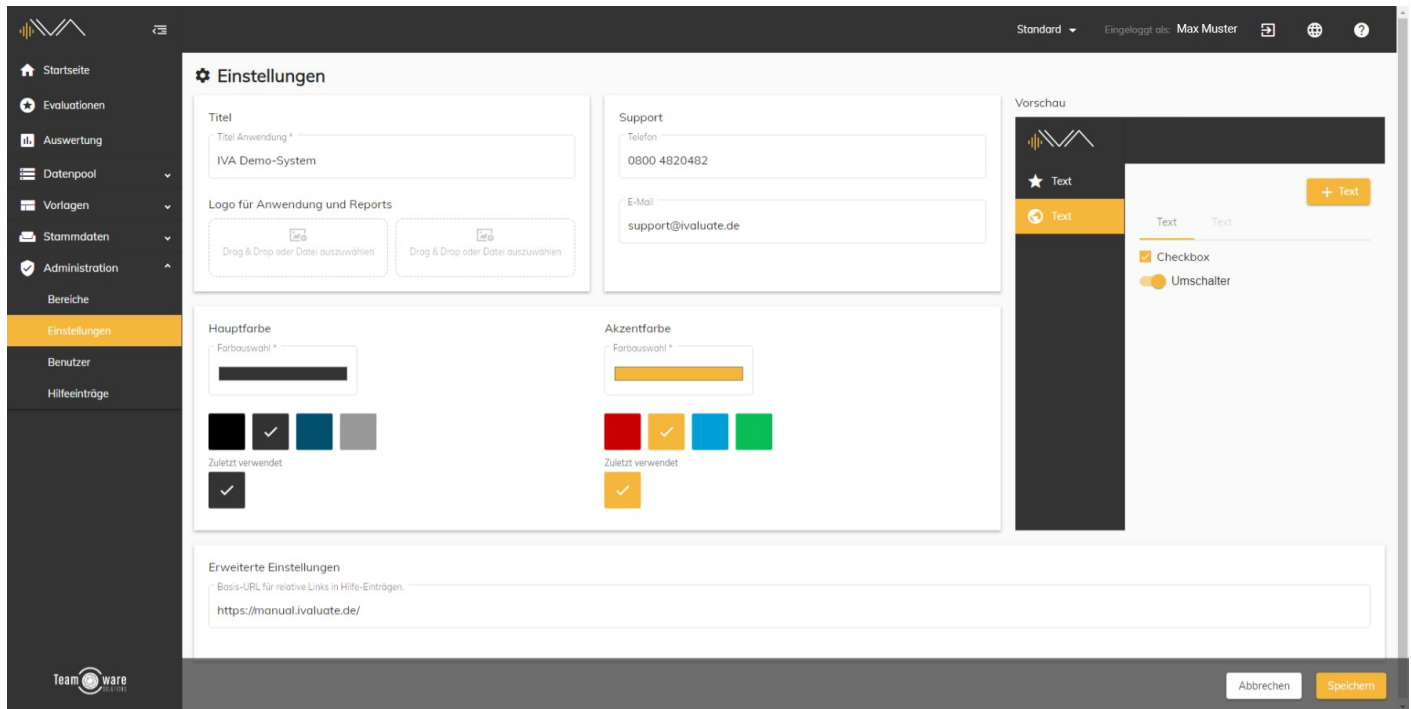 IVA
Standard
Eingeloggt als: Max Muster
Startseite
Evaluationen
Auswertung
Datenpool
Vorlagen
Stammdaten
Administration
Bereiche
Einstellungen
Benutzer
Hilfeeinträge
Team ware
SOLUTIONS
Einstellungen
Titel
Titel Anwendung *
IVA Demo-System
Logo für Anwendung und Reports
Drag & Drop oder Datei auszuwählen
Drag & Drop oder Datei auszuwählen
Support
Telefon
0800 4820482
E-Mail
support@ivaluate.de
Hauptfarbe
Farbauswahl *
Zuletzt verwendet
Akzentfarbe
Farbauswahl *
Zuletzt verwendet
Vorschau
IVA
Text
Text
+ Text
Text Text
Checkbox
Umschalter
Erweiterte Einstellungen
Basis-URL für relative Links in Hilfe-Einträgen.
https://manual.ivaluate.de/
Abbrechen
Speichern